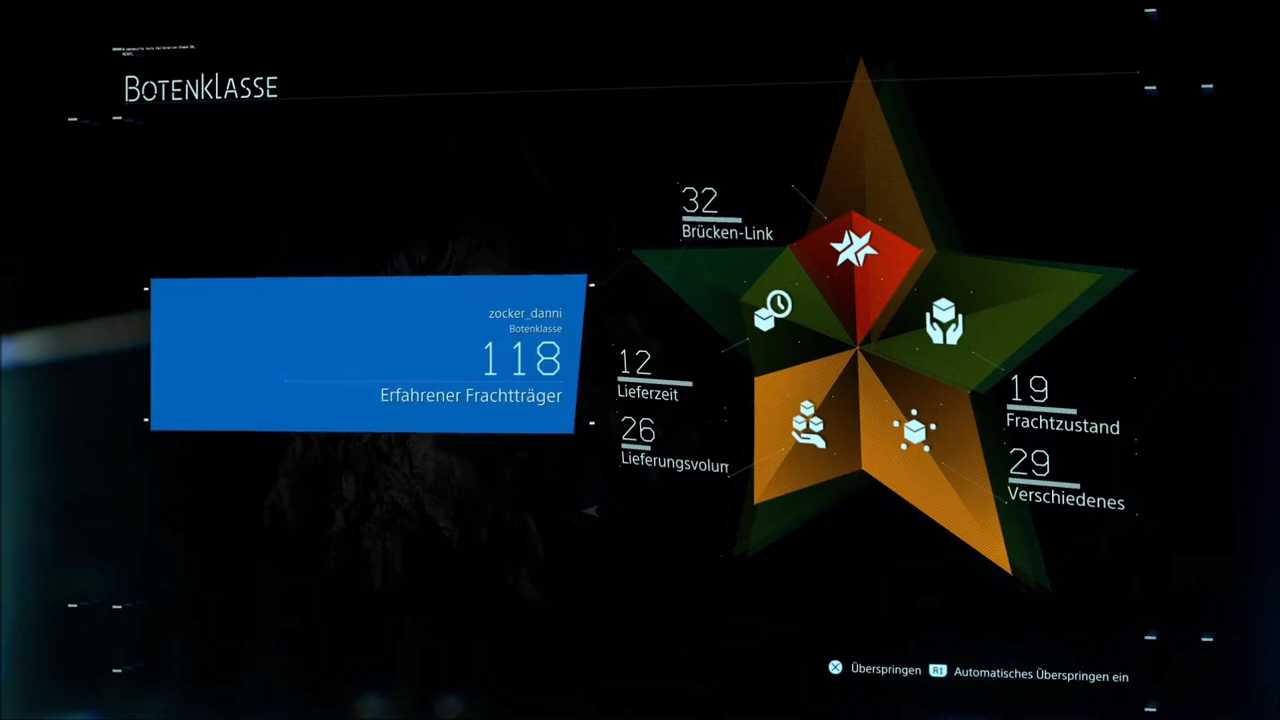 BOTENKLASSE
32
Brücken-Link
zocker_danni
Botenklasse
118
Erfahrener Frachtträger
12
Lieferzeit
26
Lieferungsvolum
19
Frachtzustand
29
Verschiedenes
Überspringen R1 Automatisches Überspringen ein